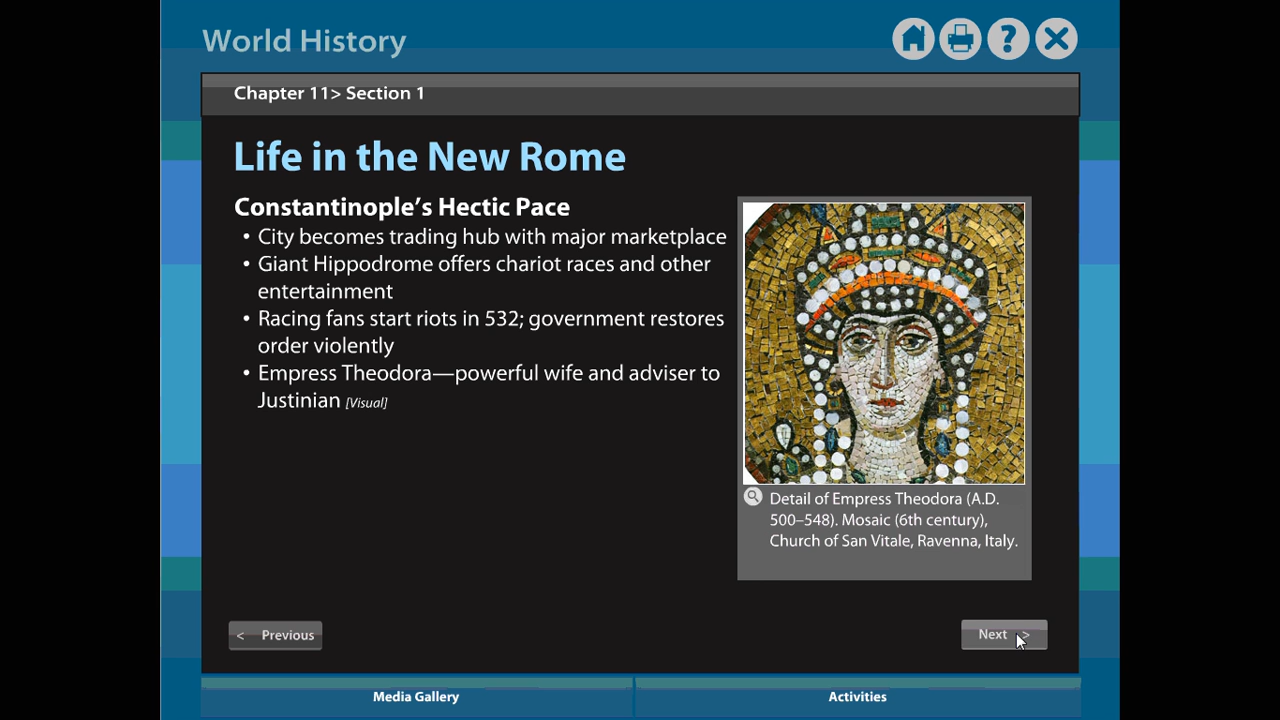 World History
Chapter 11> Section 1
Life in the New Rome
Constantinople's Hectic Pace
• City becomes trading hub with major marketplace
• Giant Hippodrome offers chariot races and other
entertainment
• Racing fans start riots in 532; government restores
order violently
• Empress Theodora—powerful wife and adviser to
Justinian [Visual]
Detail of Empress Theodora (A.D.
500–548). Mosaic (6th century),
Church of San Vitale, Ravenna, Italy.
< Previous
Next >
Media Gallery
Activities